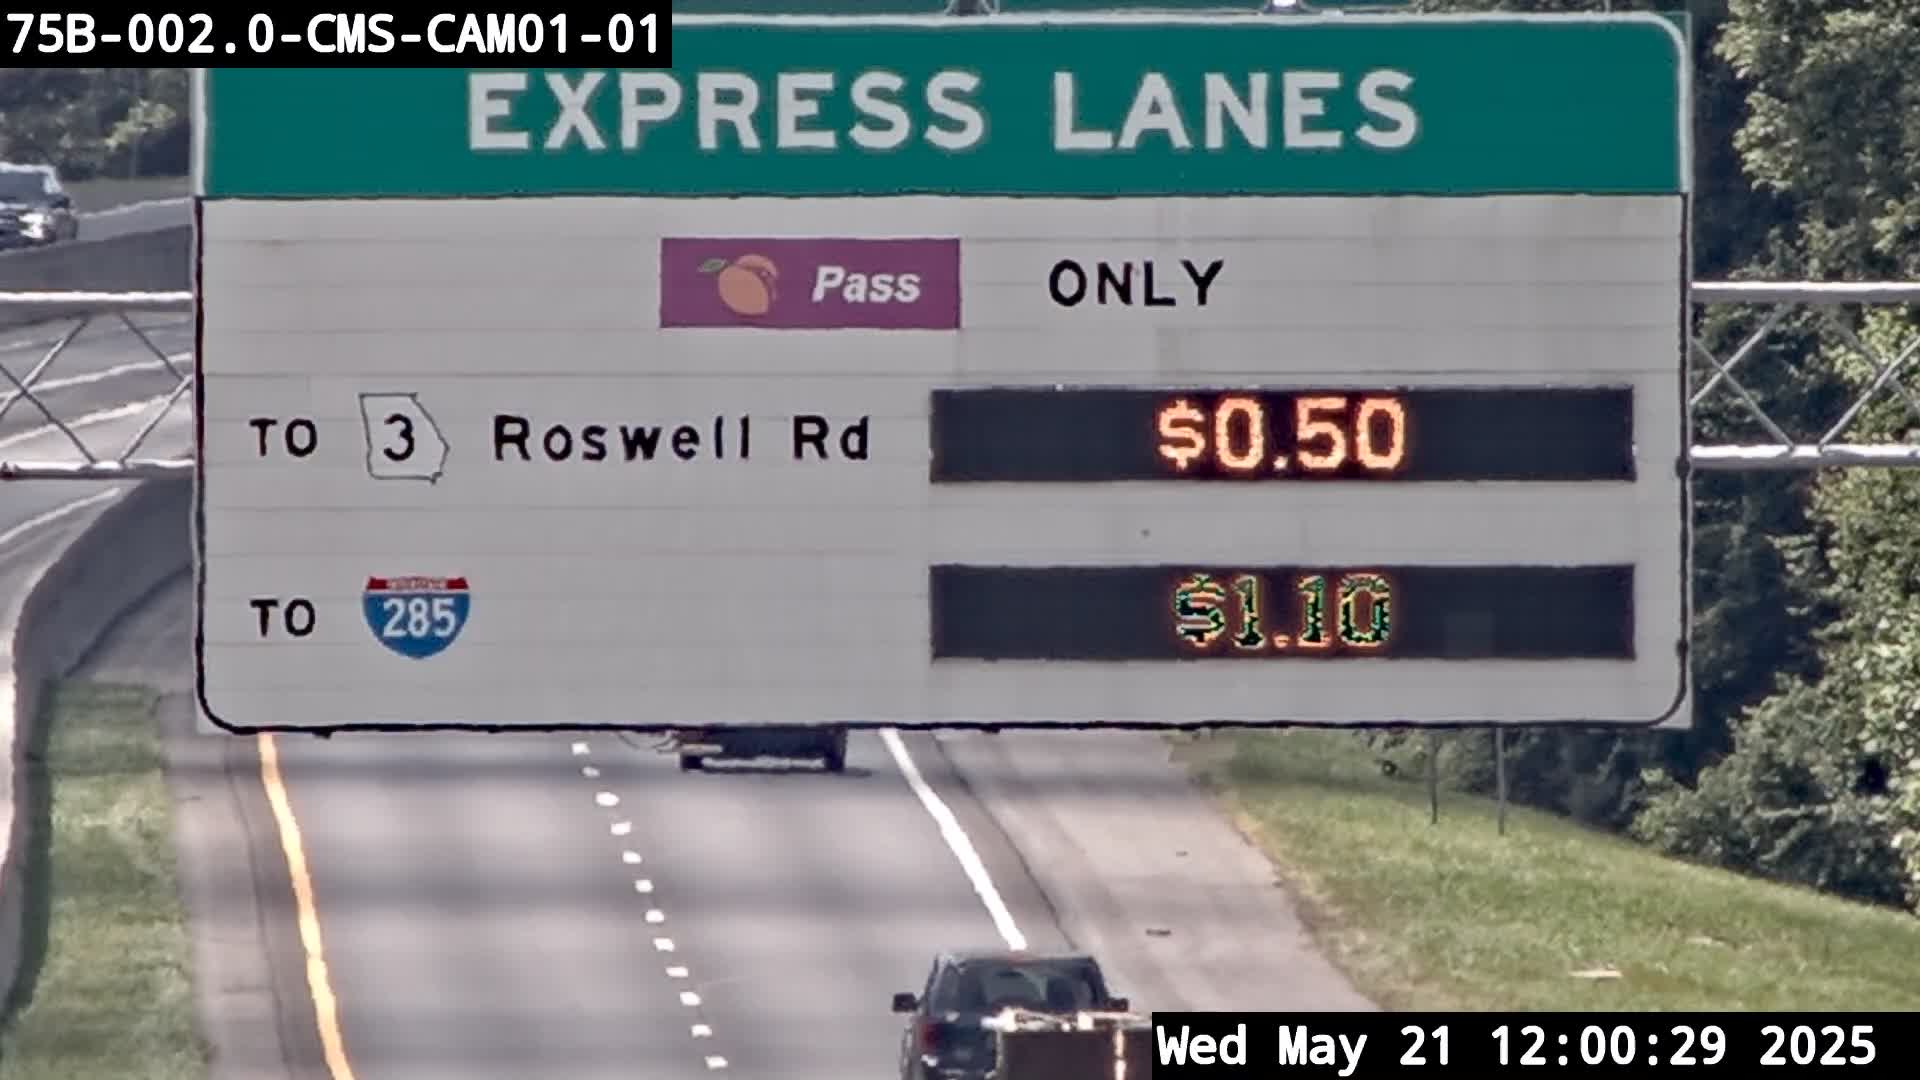 75B-002.0-CMS-CAM01-01
EXPRESS LANES
Pass ONLY
TO 3 Roswell Rd $0.50
TO INTERSTATE 285 $1.10
Wed May 21 12:00:29 2025